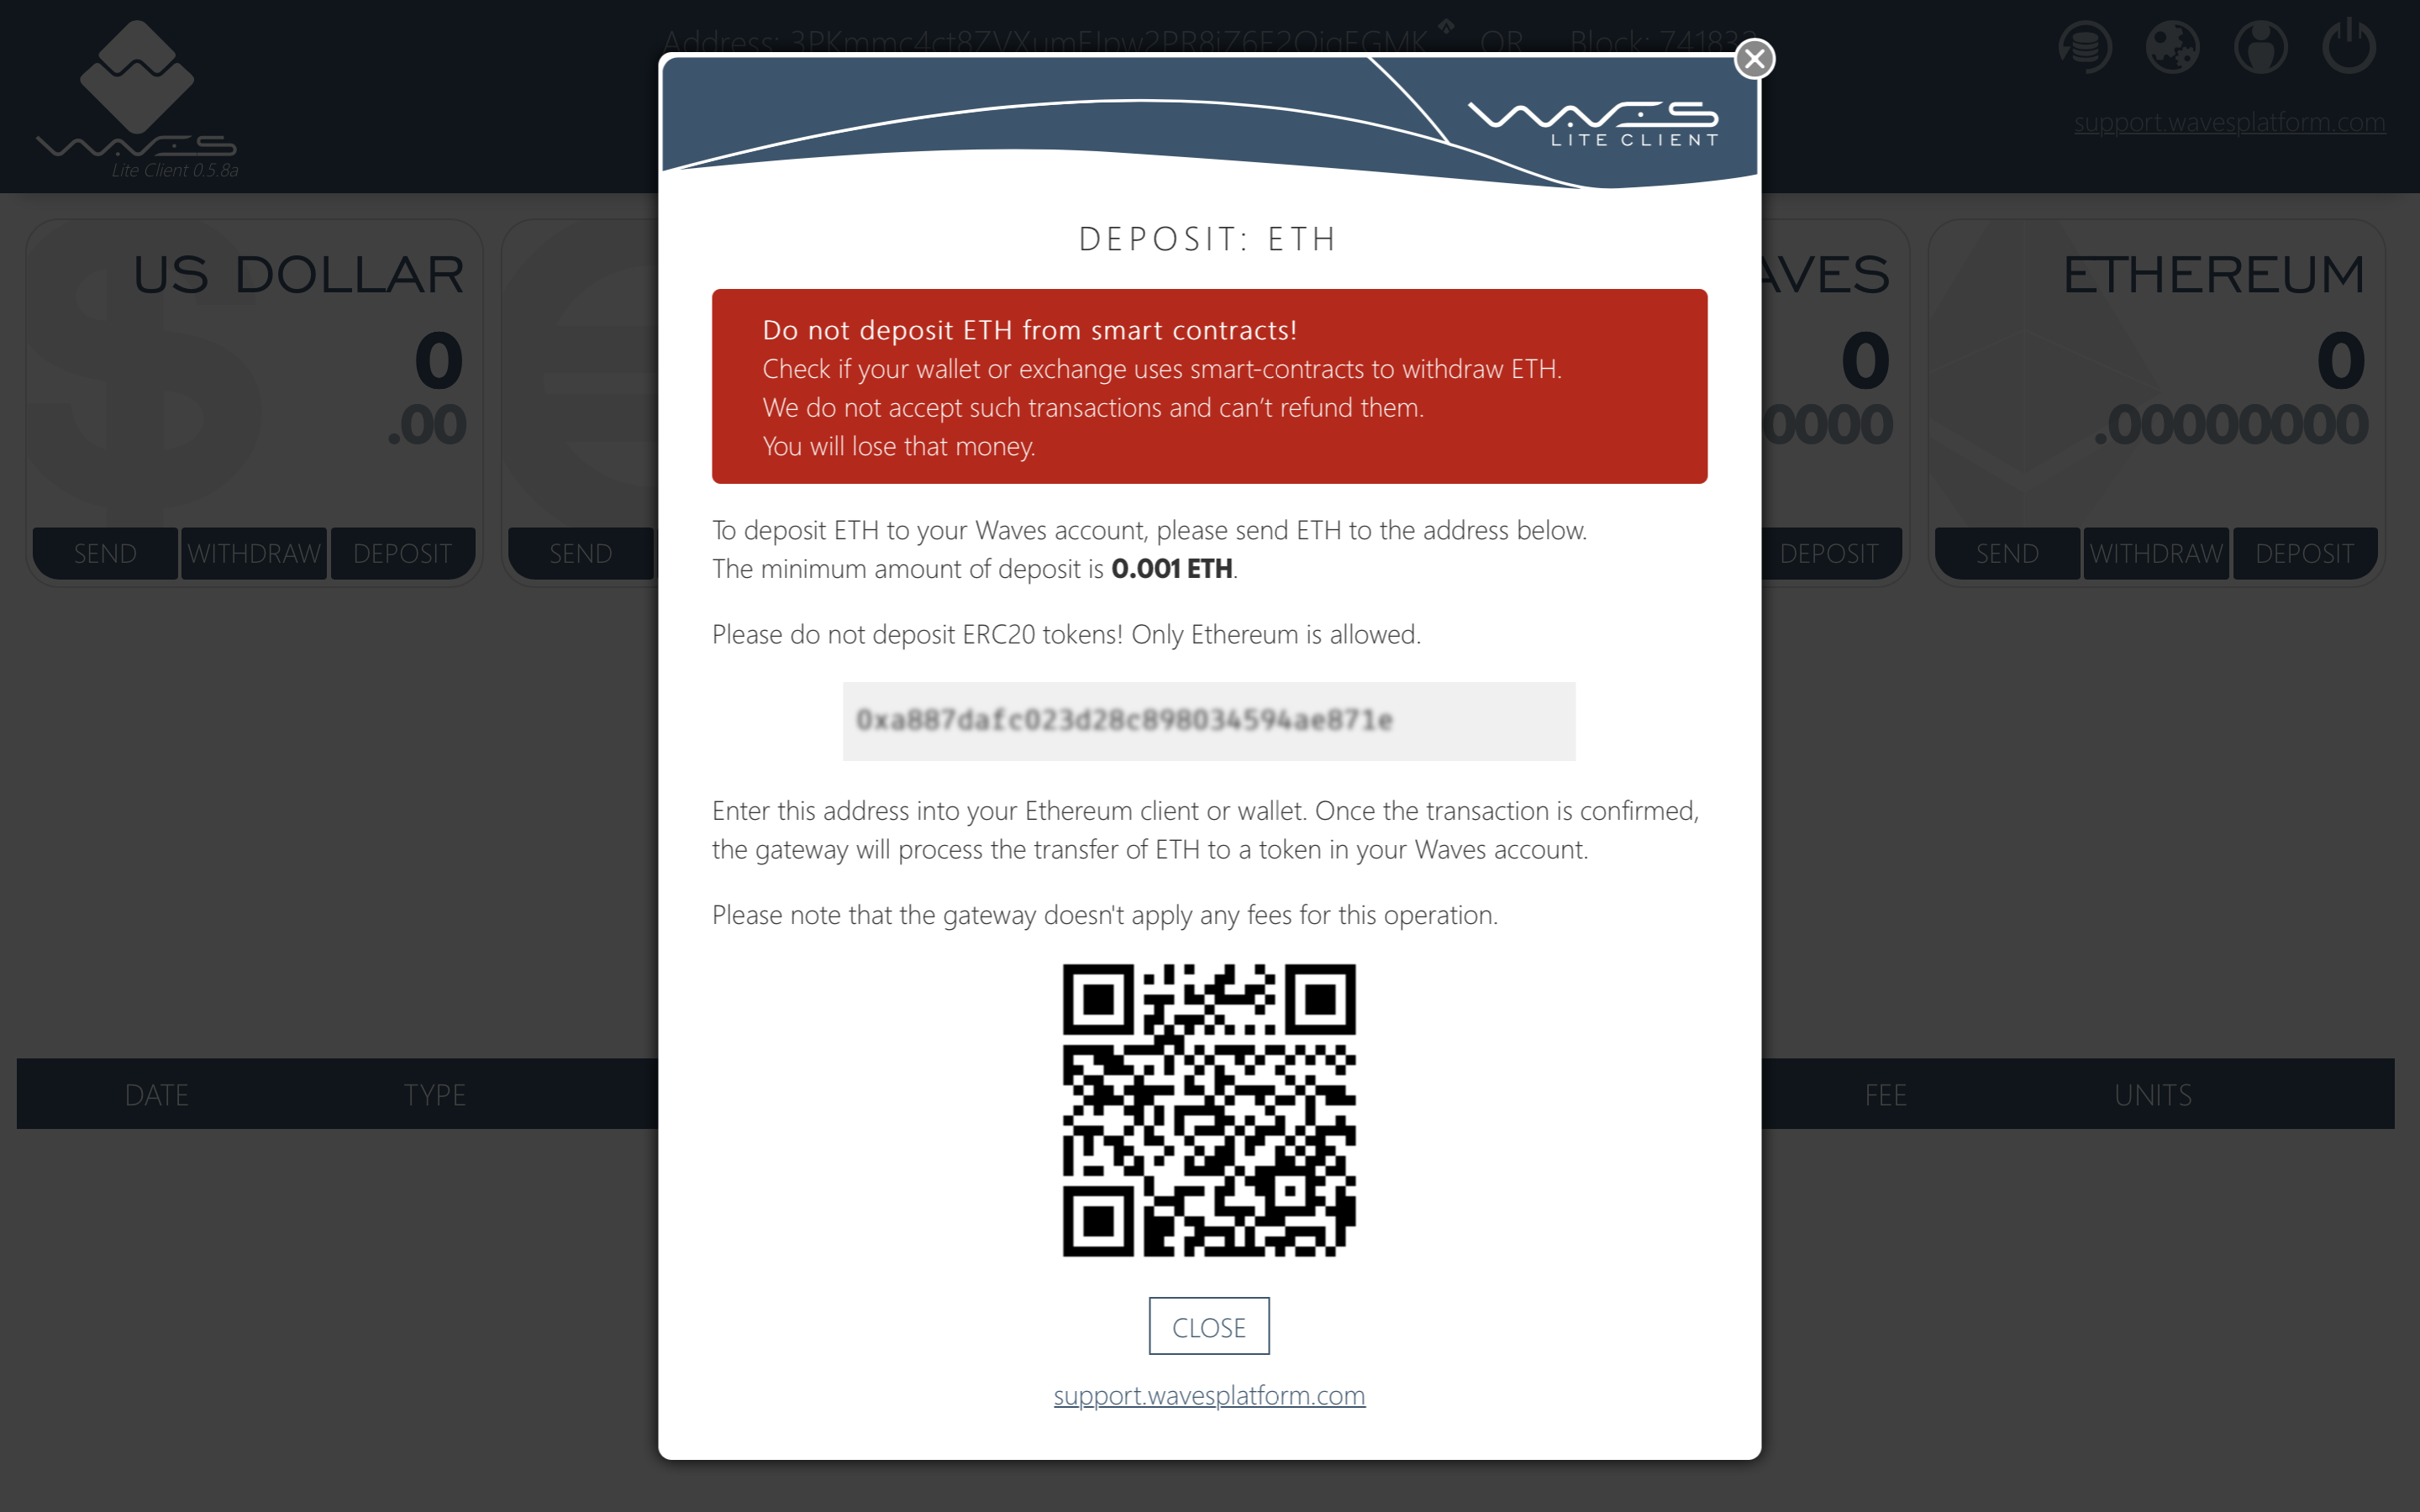 Address: 3PKmmc4ct8ZVXumEJpw2PR8jZ6F2QiqEGMK OR Block: 741832
WAVES
Lite Client 0.5.8a
support.wavesplatform.com
WAVES
LITE CLIENT
DEPOSIT: ETH
US DOLLAR
0
.00
SEND WITHDRAW DEPOSIT
SEND
AVES
0
0000
DEPOSIT
ETHEREUM
0
.00000000
SEND WITHDRAW DEPOSIT
Do not deposit ETH from smart contracts!
Check if your wallet or exchange uses smart-contracts to withdraw ETH.
We do not accept such transactions and can’t refund them.
You will lose that money.
To deposit ETH to your Waves account, please send ETH to the address below.
The minimum amount of deposit is 0.001 ETH.
Please do not deposit ERC20 tokens! Only Ethereum is allowed.
Enter this address into your Ethereum client or wallet. Once the transaction is confirmed,
the gateway will process the transfer of ETH to a token in your Waves account.
Please note that the gateway doesn't apply any fees for this operation.
DATE TYPE FEE UNITS
CLOSE
support.wavesplatform.com